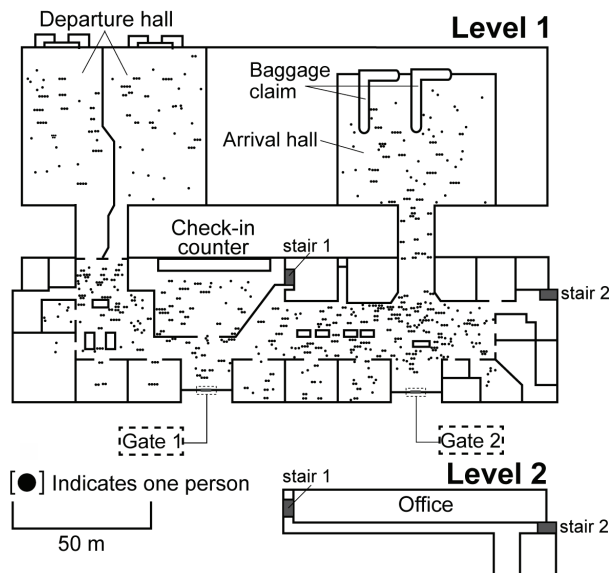 Departure hall
Level 1
Baggage
claim
Arrival hall
Check-in
counter
stair 1
stair 2
Gate 1
Gate 2
[●] Indicates one person
50 m
Level 2
stair 1
Office
stair 2